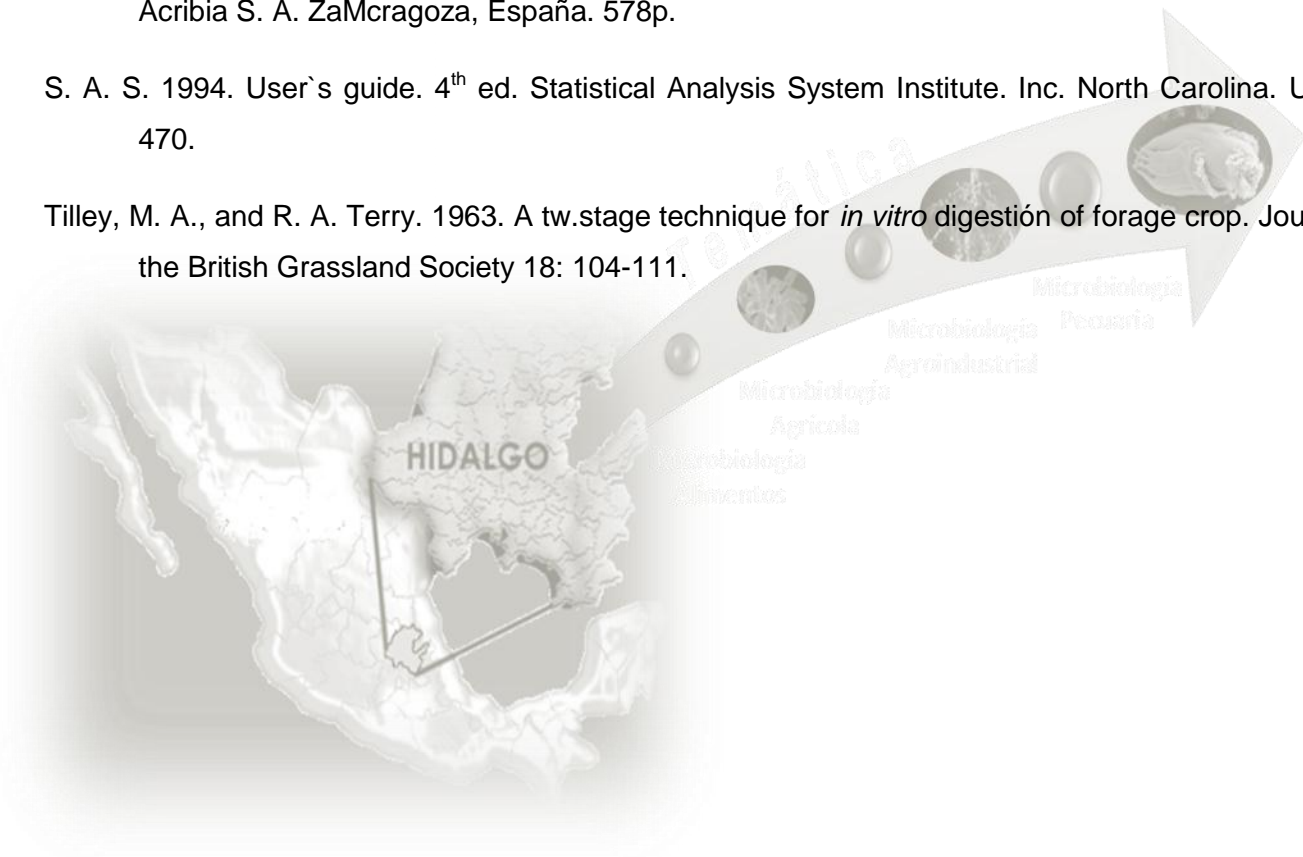 Acribia S. A. ZaMcragoza, España. 578p.
S. A. S. 1994. User`s guide. 4th ed. Statistical Analysis System Institute. Inc. North Carolina.
470.
Tilley, M. A., and R. A. Terry. 1963. A tw.stage technique for in vitro digestión of forage crop.
the British Grassland Society 18: 104-111.
Temática
Microbiología
Pecuaria
Microbiología
Agroindustrial
Microbiología
Agrícola
HIDALGO
Alimentos